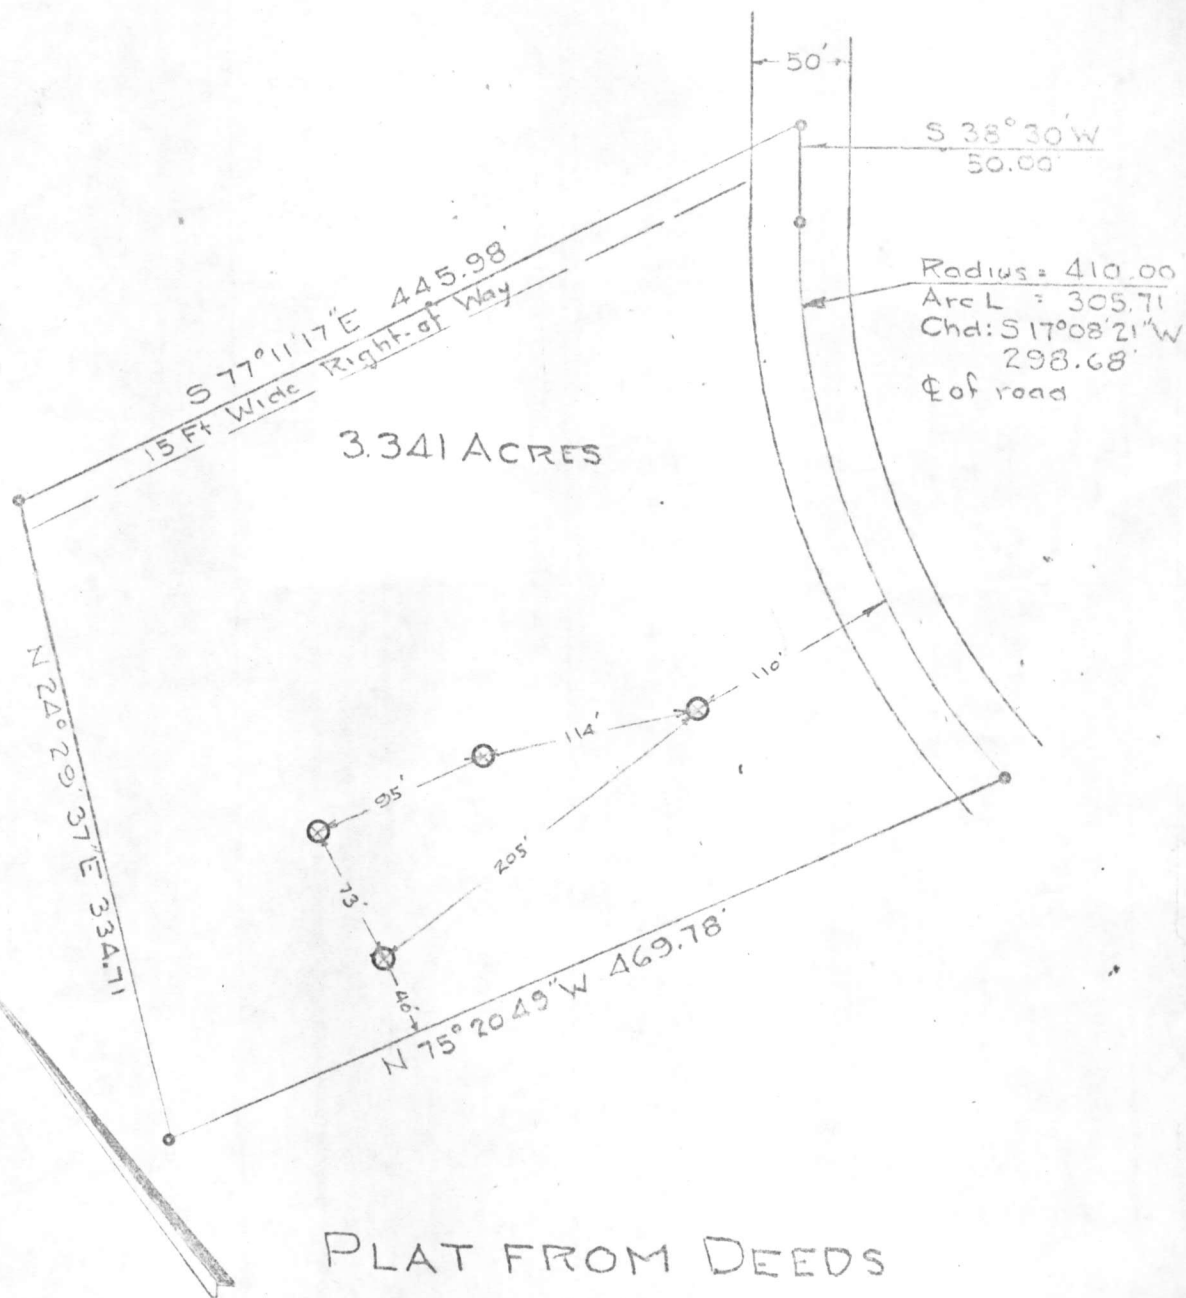 50'
S 38° 30' W
50.00'
S 77° 11' 17" E 445.98'
15 Ft Wide Right-of Way
Radius = 410.00
Arc L = 305.71
Chd: S 17° 08' 21" W
298.68'
℄ of road
3.341 ACRES
N 24° 29' 37" E 334.71
110'
114'
95'
205'
73'
N 75° 20' 49" W 469.78'
PLAT FROM DEEDS